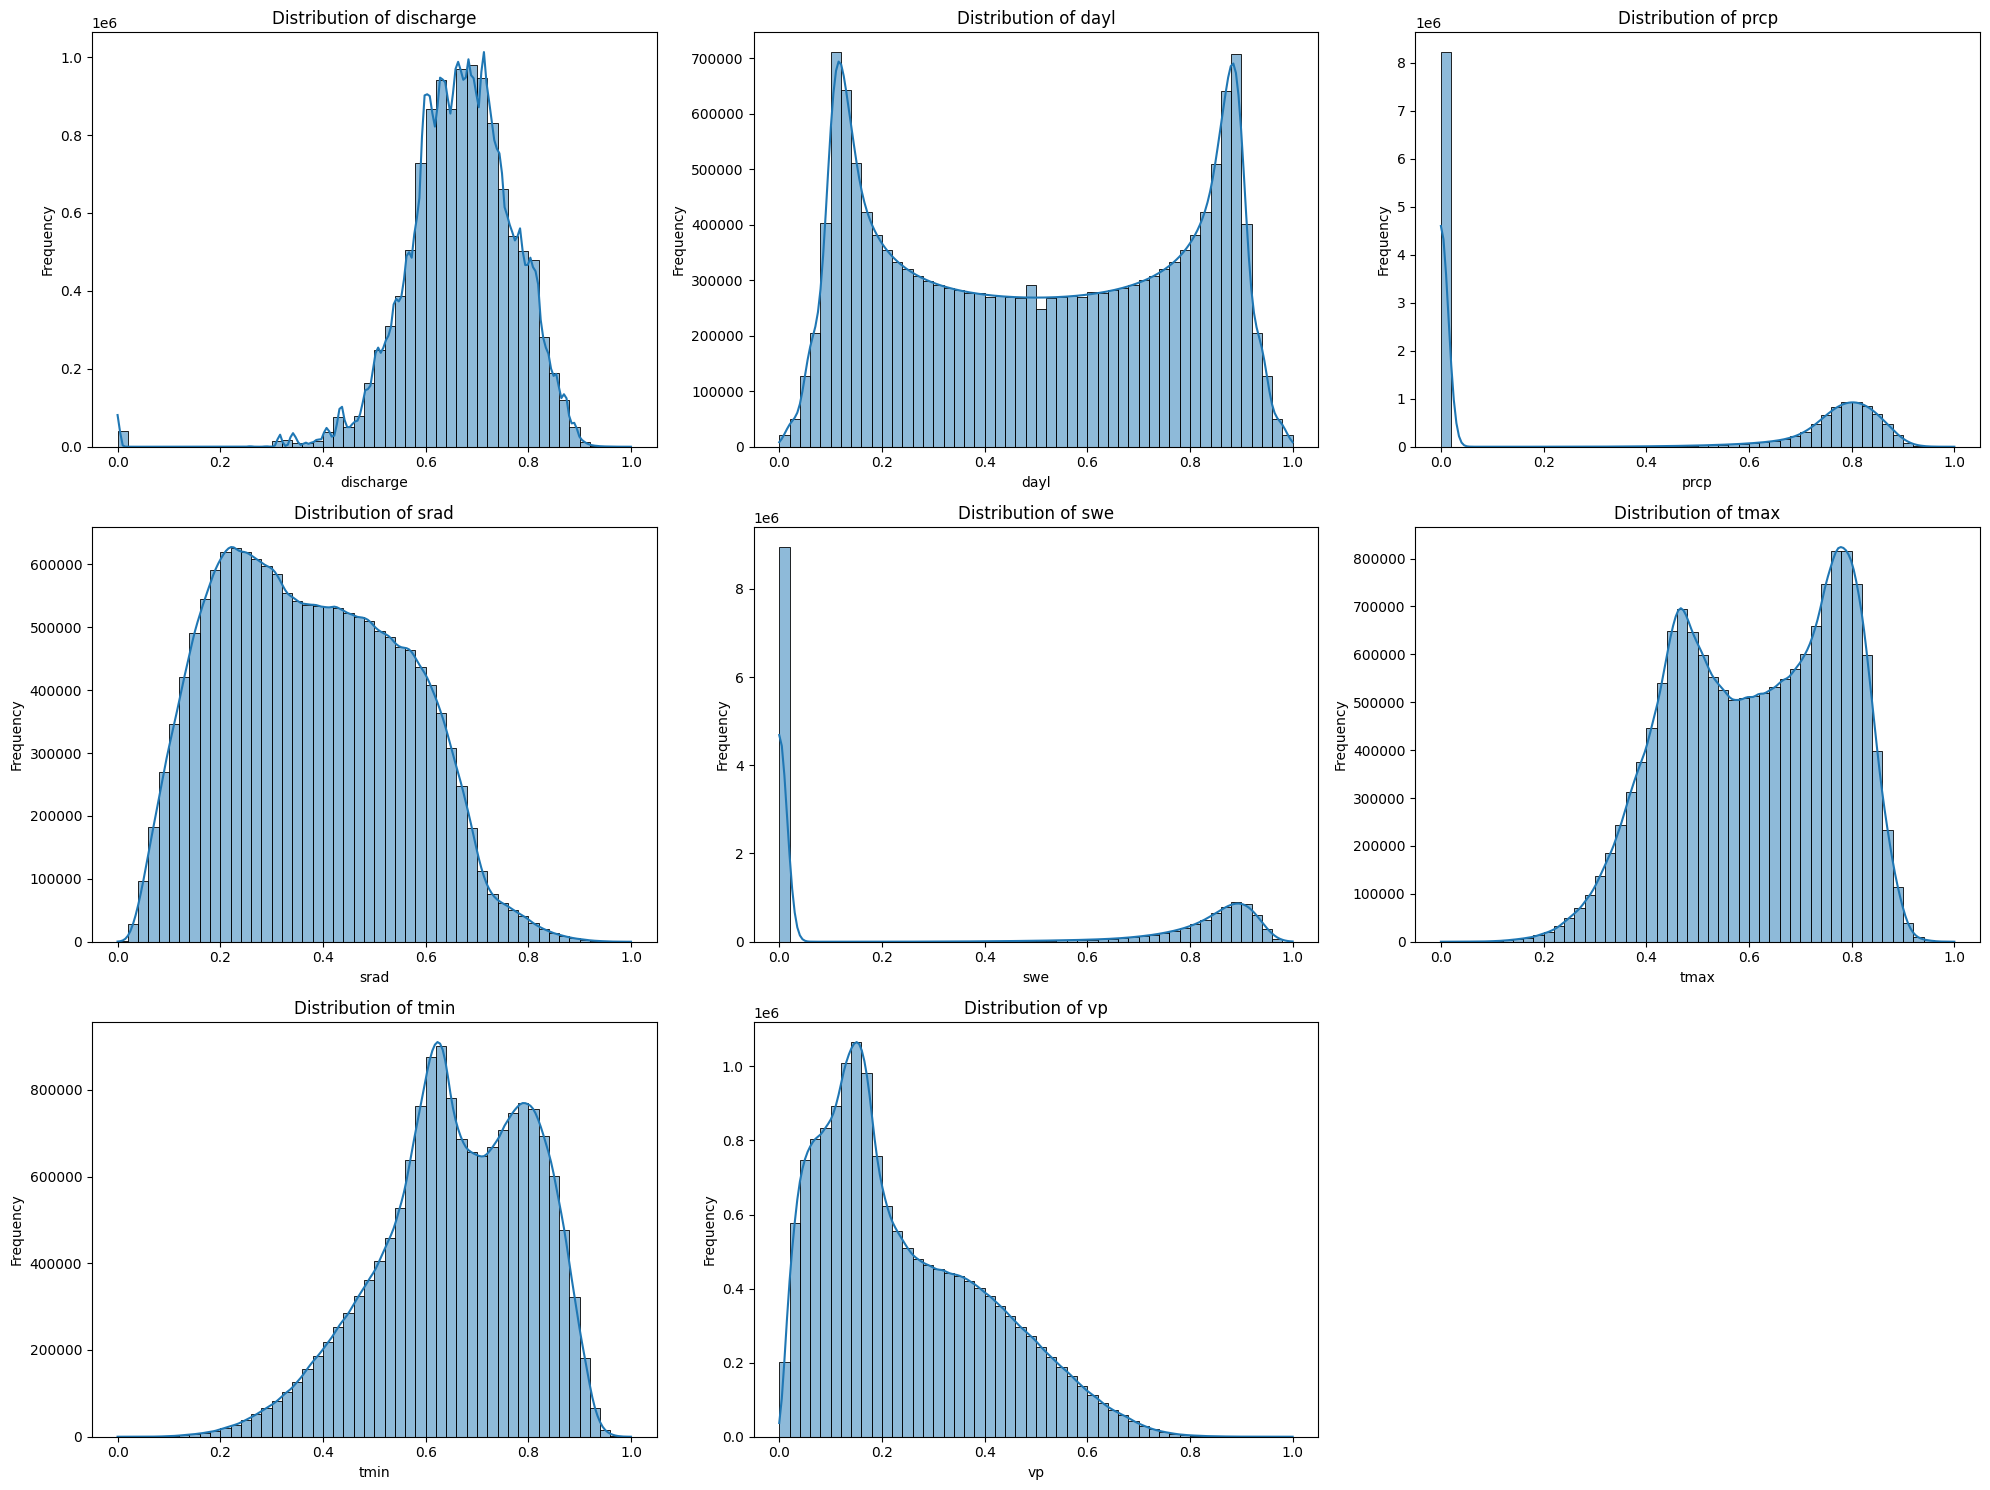 Distribution of discharge
1e6
1.0
0.8
0.6
0.4
0.2
0.0
Frequency
0.0 0.2 0.4 0.6 0.8 1.0
discharge
Distribution of dayl
700000
600000
500000
400000
300000
200000
100000
0
Frequency
0.0 0.2 0.4 0.6 0.8 1.0
dayl
Distribution of prcp
1e6
8
7
6
5
4
3
2
1
0
Frequency
0.0 0.2 0.4 0.6 0.8 1.0
prcp
Distribution of srad
600000
500000
400000
300000
200000
100000
0
Frequency
0.0 0.2 0.4 0.6 0.8 1.0
srad
Distribution of swe
1e6
8
6
4
2
0
Frequency
0.0 0.2 0.4 0.6 0.8 1.0
swe
Distribution of tmax
800000
700000
600000
500000
400000
300000
200000
100000
0
Frequency
0.0 0.2 0.4 0.6 0.8 1.0
tmax
Distribution of tmin
800000
600000
400000
200000
0
Frequency
0.0 0.2 0.4 0.6 0.8 1.0
tmin
Distribution of vp
1e6
1.0
0.8
0.6
0.4
0.2
0.0
Frequency
0.0 0.2 0.4 0.6 0.8 1.0
vp